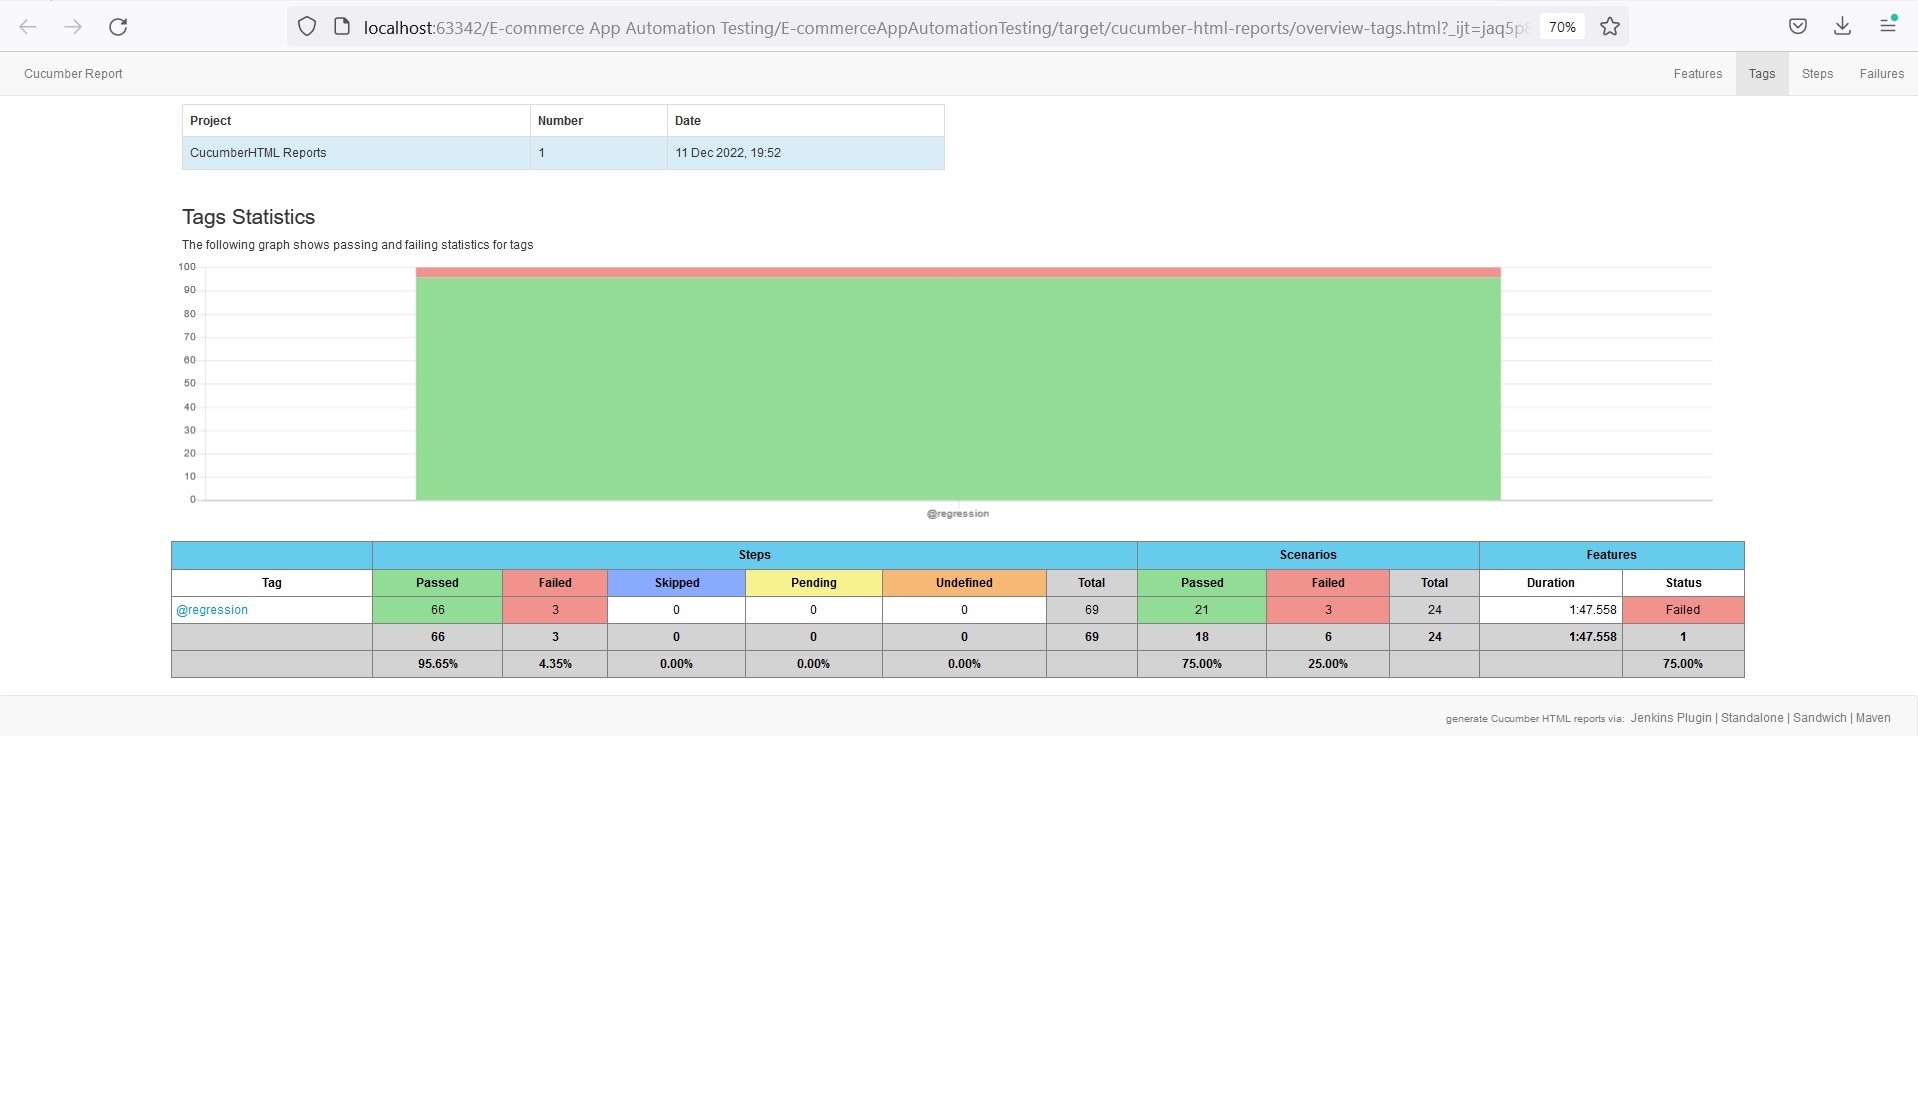 localhost:63342/E-commerce App Automation Testing/E-commerceAppAutomationTesting/target/cucumber-html-reports/overview-tags.html?_ijt=jaq5p 70%
Cucumber Report Features Tags Steps Failures
Project Number Date
CucumberHTML Reports 1 11 Dec 2022, 19:52
Tags Statistics
The following graph shows passing and failing statistics for tags
100
90
80
70
60
50
40
30
20
10
0
@regression
Steps Scenarios Features
Tag Passed Failed Skipped Pending Undefined Total Passed Failed Total Duration Status
@regression 66 3 0 0 0 69 21 3 24 1:47.558 Failed
66 3 0 0 0 69 18 6 24 1:47.558 1
95.65% 4.35% 0.00% 0.00% 0.00% 75.00% 25.00% 75.00%
generate Cucumber HTML reports via: Jenkins Plugin | Standalone | Sandwich | Maven